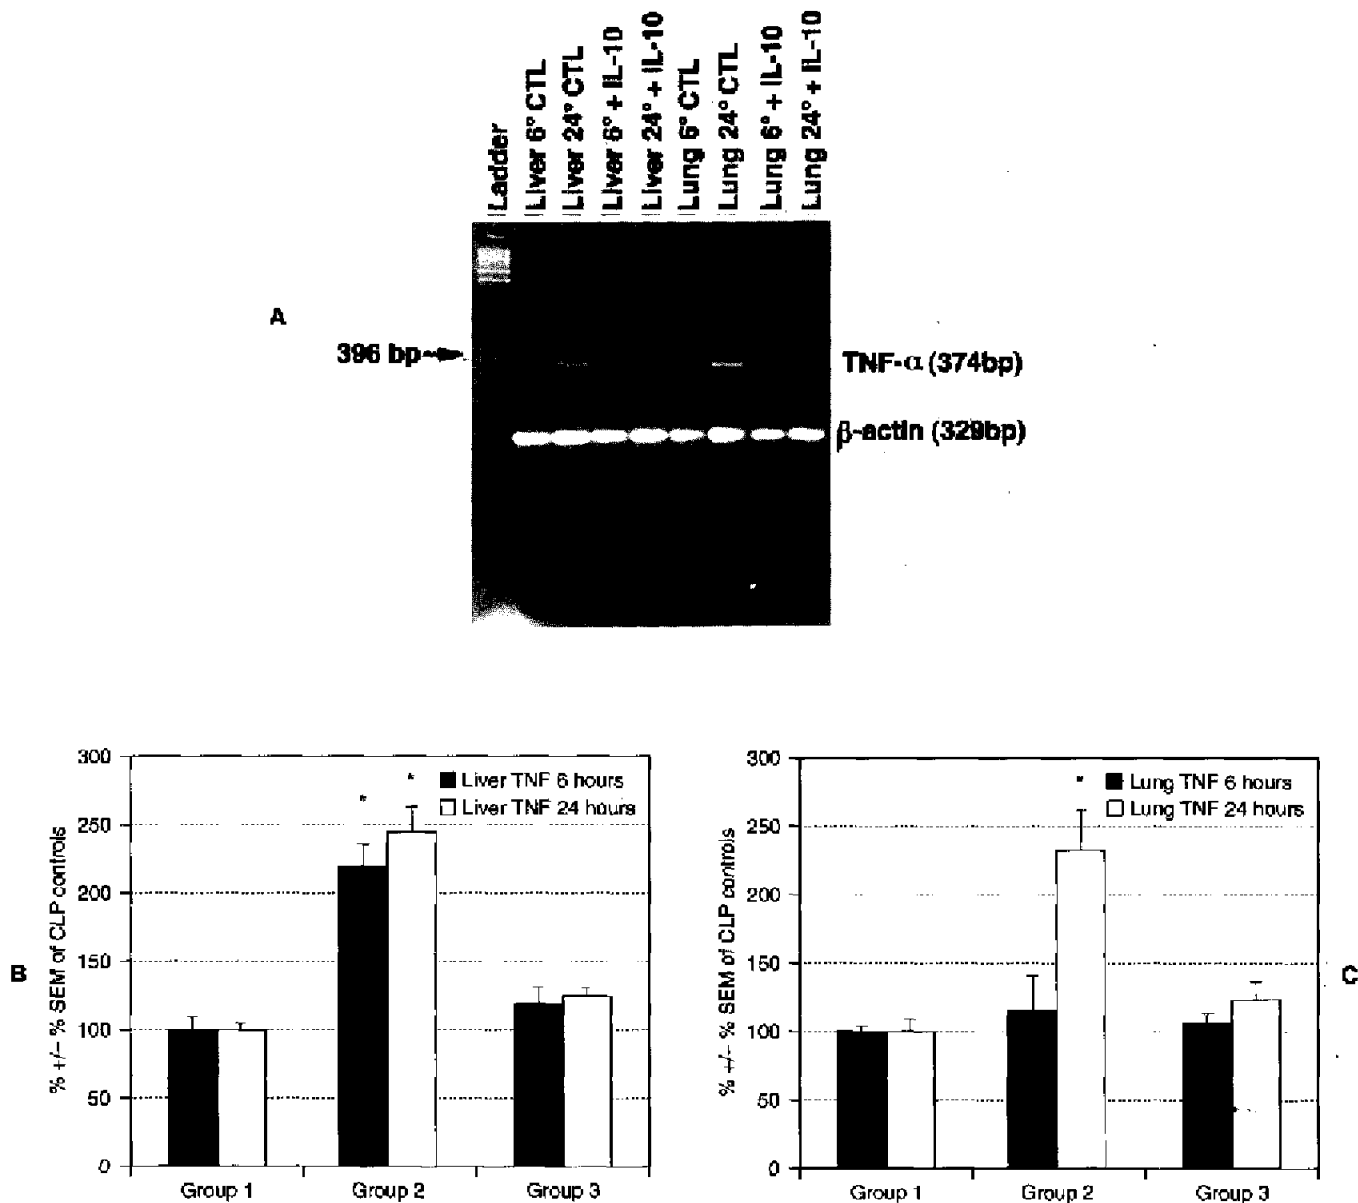 Ladder
Liver 6° CTL
Liver 24° CTL
Liver 6° + IL-10
Liver 24° + IL-10
Lung 6° CTL
Lung 24° CTL
Lung 6° + IL-10
Lung 24° + IL-10
A
396 bp
TNF-α (374bp)
β-actin (329bp)
B
% +/− % SEM of CLP controls
300
250
200
150
100
50
0
* Liver TNF 6 hours
* Liver TNF 24 hours
Group 1 Group 2 Group 3
C
% +/− % SEM of CLP controls
300
250
200
150
100
50
0
* Lung TNF 6 hours
Lung TNF 24 hours
Group 1 Group 2 Group 3